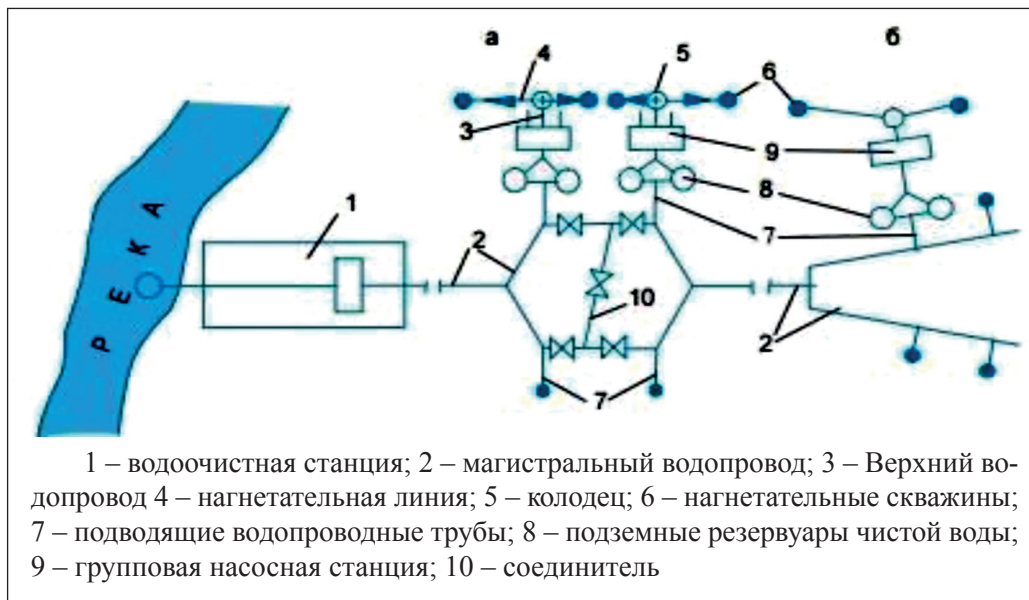 а
б
4
5
6
3
9
8
1
2
7
10
2
7
РЕКА
1 – водоочистная станция; 2 – магистральный водопровод; 3 – Верхний во-
допровод 4 – нагнетательная линия; 5 – колодец; 6 – нагнетательные скважины;
7 – подводящие водопроводные трубы; 8 – подземные резервуары чистой воды;
9 – групповая насосная станция; 10 – соединитель